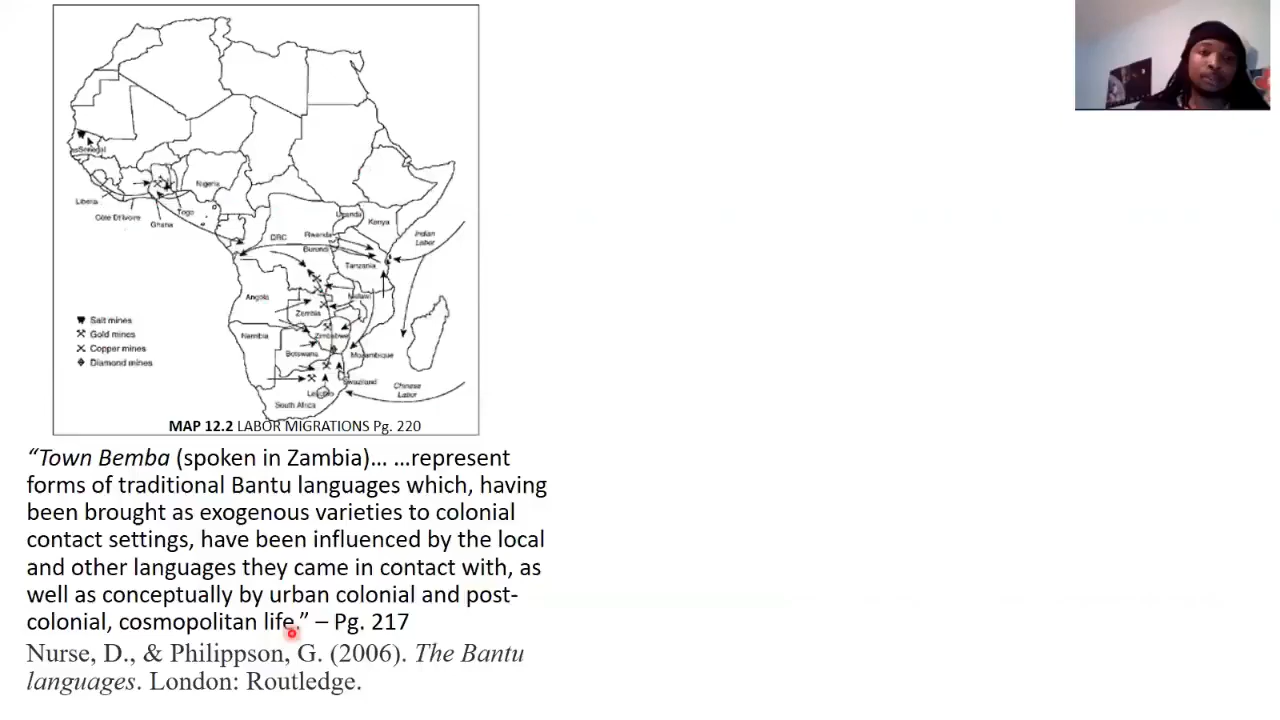 Senegal
Nigeria
Liberia
Togo
Côte D'Ivoire
Ghana
Uganda
Kenya
DRC
Rwanda
Burundi
Indian
Labor
Tanzania
Angola
Malawi
Zambia
Salt mines
Gold mines
Copper mines
Diamond mines
Namibia
Zimbabwe
Botswana
Mozambique
Swaziland
Lesotho
Chinese
Labor
South Africa
MAP 12.2 LABOR MIGRATIONS Pg. 220
“Town Bemba (spoken in Zambia)… …represent
forms of traditional Bantu languages which, having
been brought as exogenous varieties to colonial
contact settings, have been influenced by the local
and other languages they came in contact with, as
well as conceptually by urban colonial and post-
colonial, cosmopolitan life.” – Pg. 217
Nurse, D., & Philippson, G. (2006). The Bantu
languages. London: Routledge.